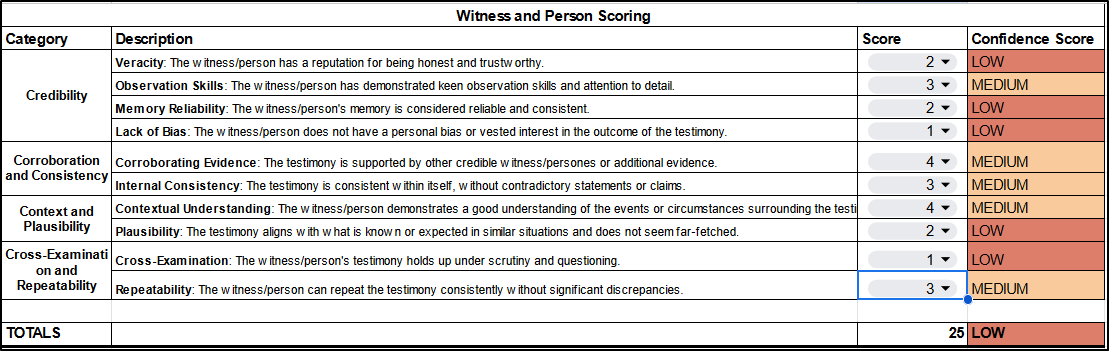 Witness and Person Scoring
Category Description Score Confidence Score
Credibility
Veracity: The witness/person has a reputation for being honest and trustworthy. 2 LOW
Observation Skills: The witness/person has demonstrated keen observation skills and attention to detail. 3 MEDIUM
Memory Reliability: The witness/person's memory is considered reliable and consistent. 2 LOW
Lack of Bias: The witness/person does not have a personal bias or vested interest in the outcome of the testimony. 1 LOW
Corroboration
and Consistency
Corroborating Evidence: The testimony is supported by other credible witness/persones or additional evidence. 4 MEDIUM
Internal Consistency: The testimony is consistent within itself, without contradictory statements or claims. 3 MEDIUM
Context and
Plausibility
Contextual Understanding: The witness/person demonstrates a good understanding of the events or circumstances surrounding the testi 4 MEDIUM
Plausibility: The testimony aligns with what is known or expected in similar situations and does not seem far-fetched. 2 LOW
Cross-Examinati
on and
Repeatability
Cross-Examination: The witness/person's testimony holds up under scrutiny and questioning. 1 LOW
Repeatability: The witness/person can repeat the testimony consistently without significant discrepancies. 3 MEDIUM
TOTALS 25 LOW